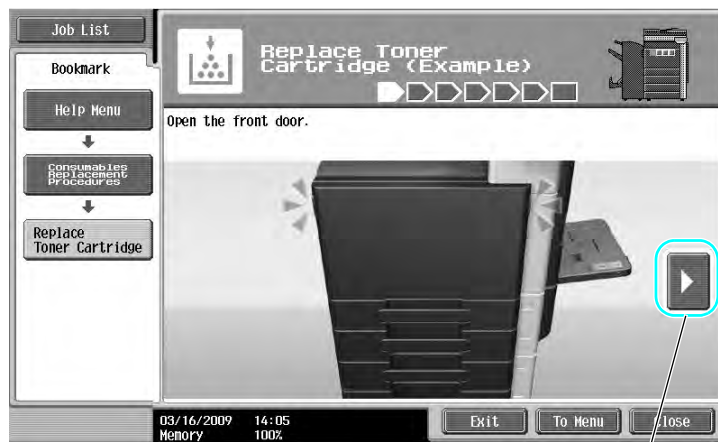 Job List
Bookmark
Help Menu
Consumables
Replacement
Procedures
Replace
Toner Cartridge
Replace Toner
Cartridge (Example)
Open the front door.
03/16/2009 14:05
Memory 100%
Exit
To Menu
Close